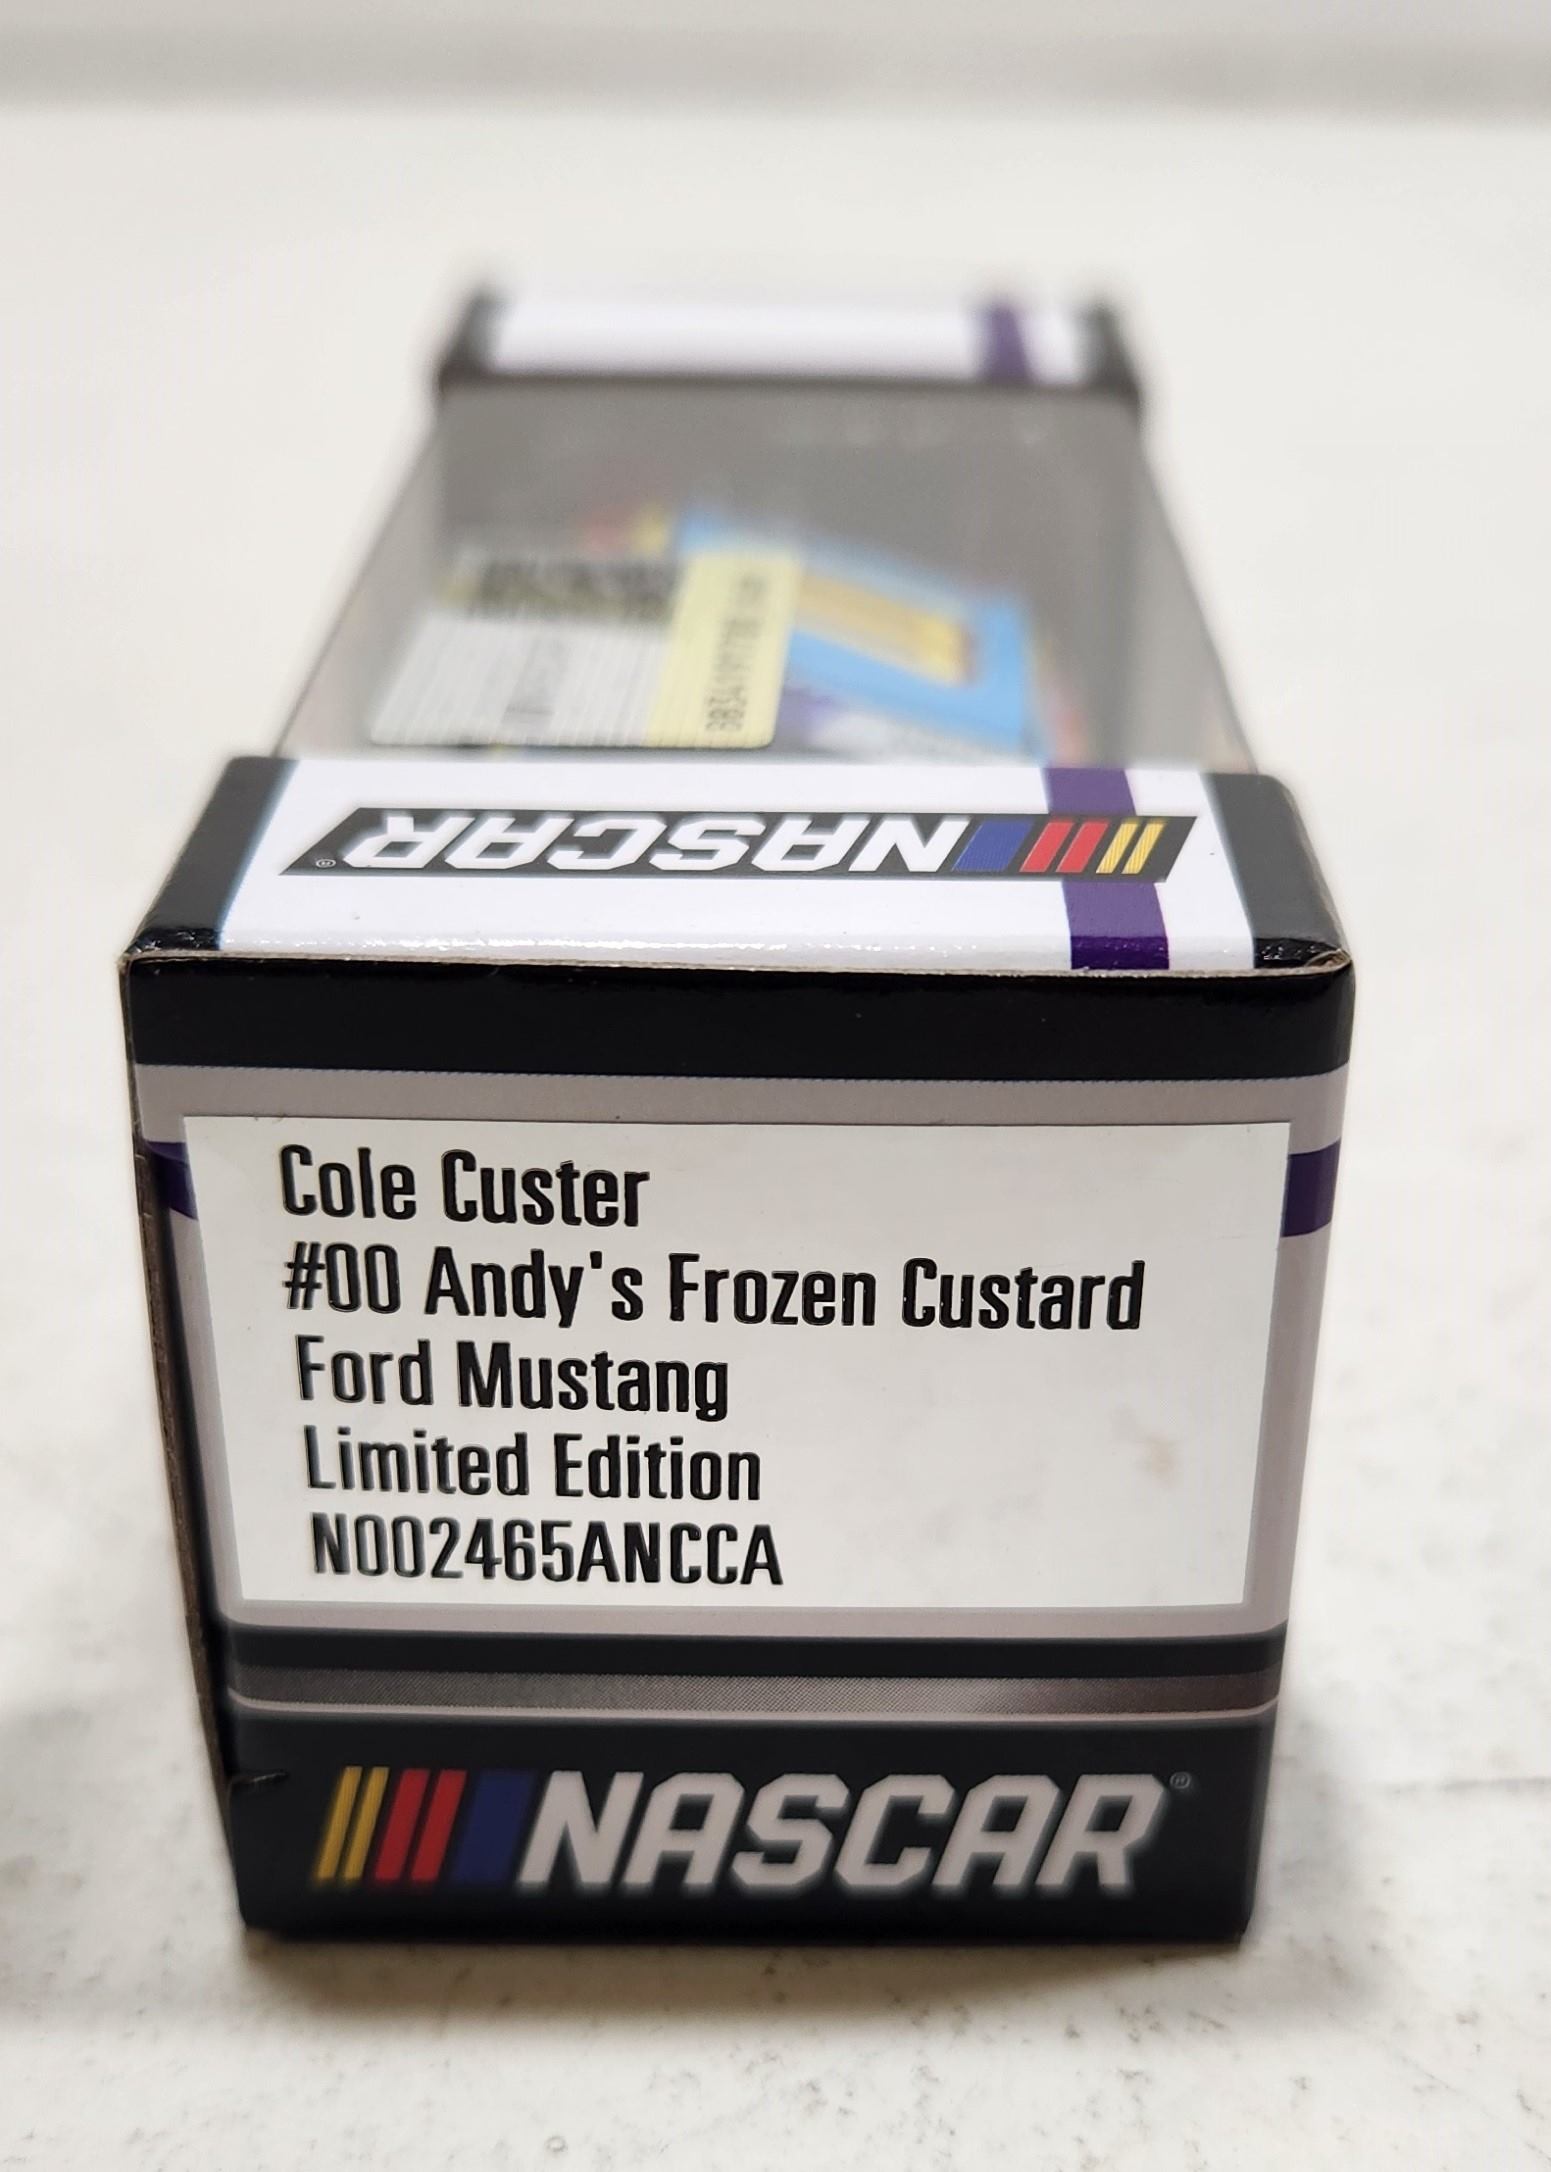 NASCAR®
Cole Custer
#00 Andy's Frozen Custard
Ford Mustang
Limited Edition
N002465ANCCA
NASCAR®